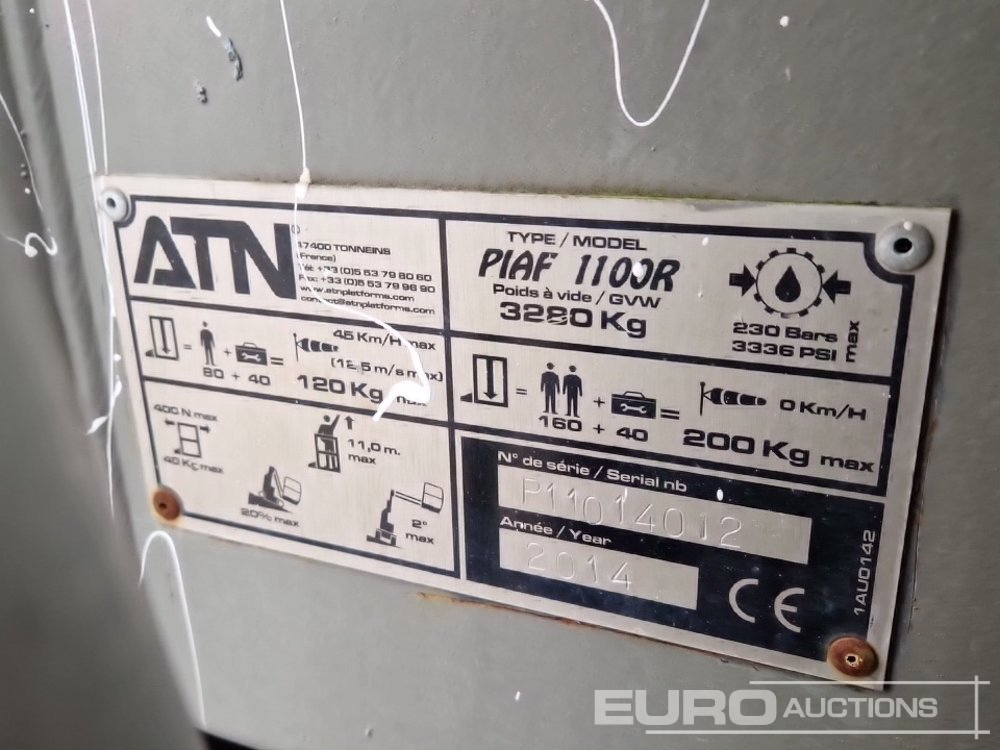 ATN
47400 TONNEINS
(France)
Tél: +33 (0)5 53 79 80 60
Fax: +33 (0)5 53 79 96 90
www.atnplatforms.com
contact@atnplatforms.com
TYPE / MODEL
PIAF 1100R
Poids à vide / GVW
3280 Kg
230 Bars
3336 PSI
max
45 Km/H max
(12,5 m/s max)
= + =
80 + 40
120 Kg max
= + =
160 + 40
0 Km/H
200 Kg max
400 N max
40 Kg max
11,0 m.
max
20% max
2°
max
N° de série / Serial nb
P11014012
Année / Year
2014
CE
1AU0142
EURO AUCTIONS